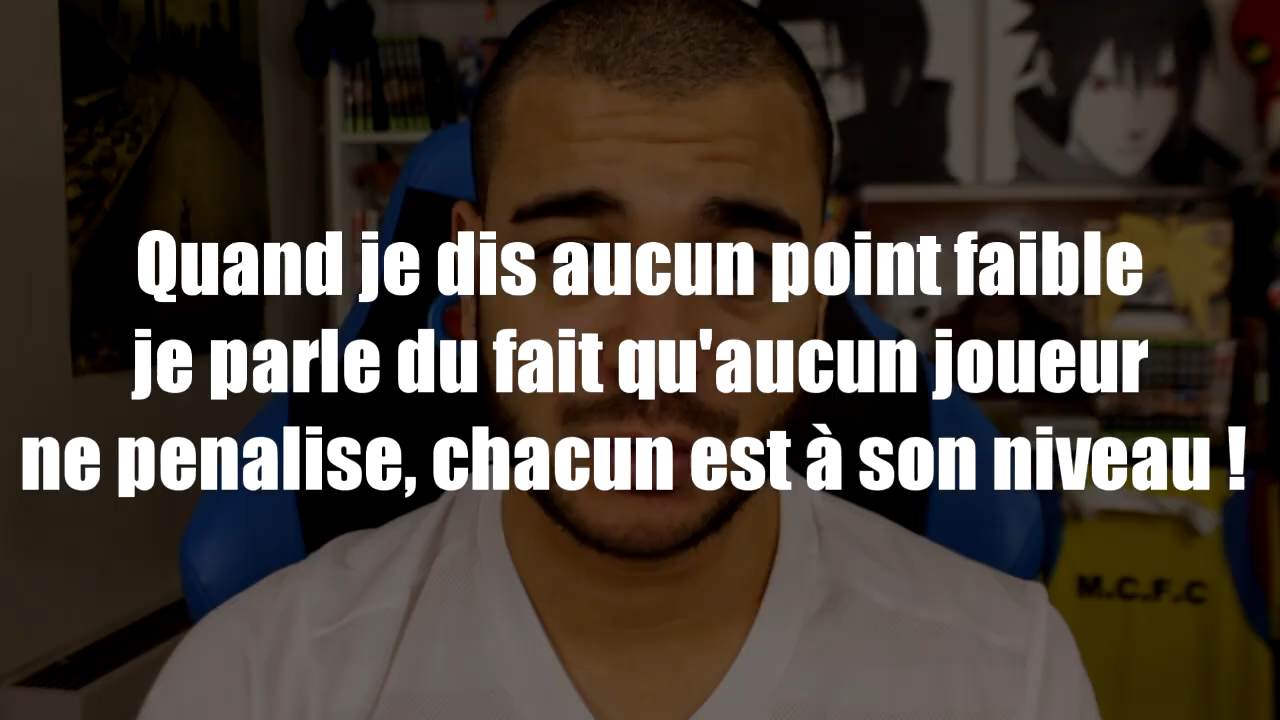 Quand je dis aucun point faible
je parle du fait qu'aucun joueur
ne penalise, chacun est à son niveau !
M.C.F.C